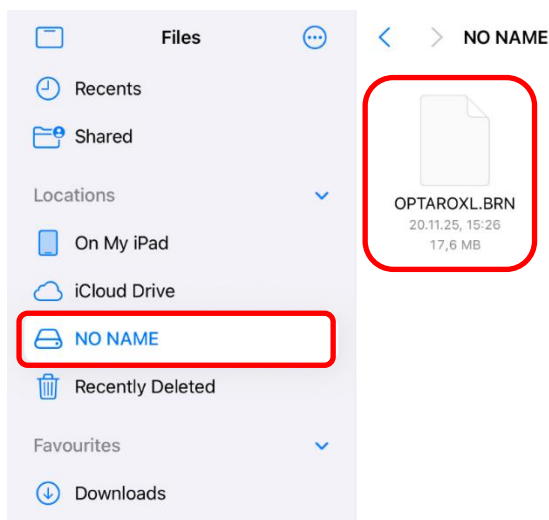 Files
Recents
Shared
Locations
On My iPad
iCloud Drive
NO NAME
Recently Deleted
Favourites
Downloads
NO NAME
OPTAROXL.BRN
20.11.25, 15:26
17,6 MB